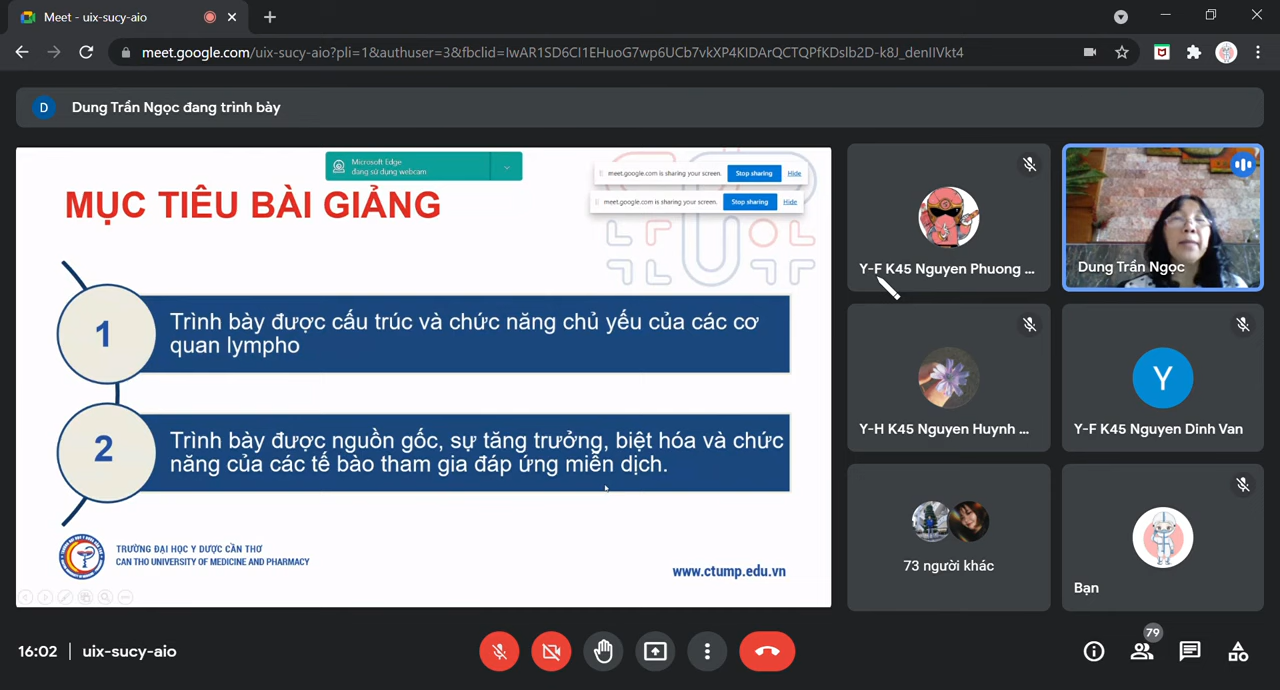 Meet - uix-sucy-aio
meet.google.com/uix-sucy-aio?pli=1&authuser=3&fbclid=IwAR1SD6CI1EHuoG7wp6UCb7vkXP4KIDArQCTQPfKDslb2D-k8J_denIIVkt4
D
Dung Trần Ngọc đang trình bày
Microsoft Edge
đang sử dụng webcam
meet.google.com is sharing your screen. Stop sharing Hide
meet.google.com is sharing your screen. Stop sharing Hide
MỤC TIÊU BÀI GIẢNG
1
Trình bày được cấu trúc và chức năng chủ yếu của các cơ
quan lympho
2
Trình bày được nguồn gốc, sự tăng trưởng, biệt hóa và chức
năng của các tế bào tham gia đáp ứng miễn dịch.
TRƯỜNG ĐẠI HỌC Y DƯỢC CẦN THƠ
CAN THO UNIVERSITY OF MEDICINE AND PHARMACY
www.ctump.edu.vn
Y-F K45 Nguyen Phuong ...
Dung Trần Ngọc
Y-H K45 Nguyen Huynh ...
Y
Y-F K45 Nguyen Dinh Van
73 người khác
Bạn
16:02 | uix-sucy-aio
79